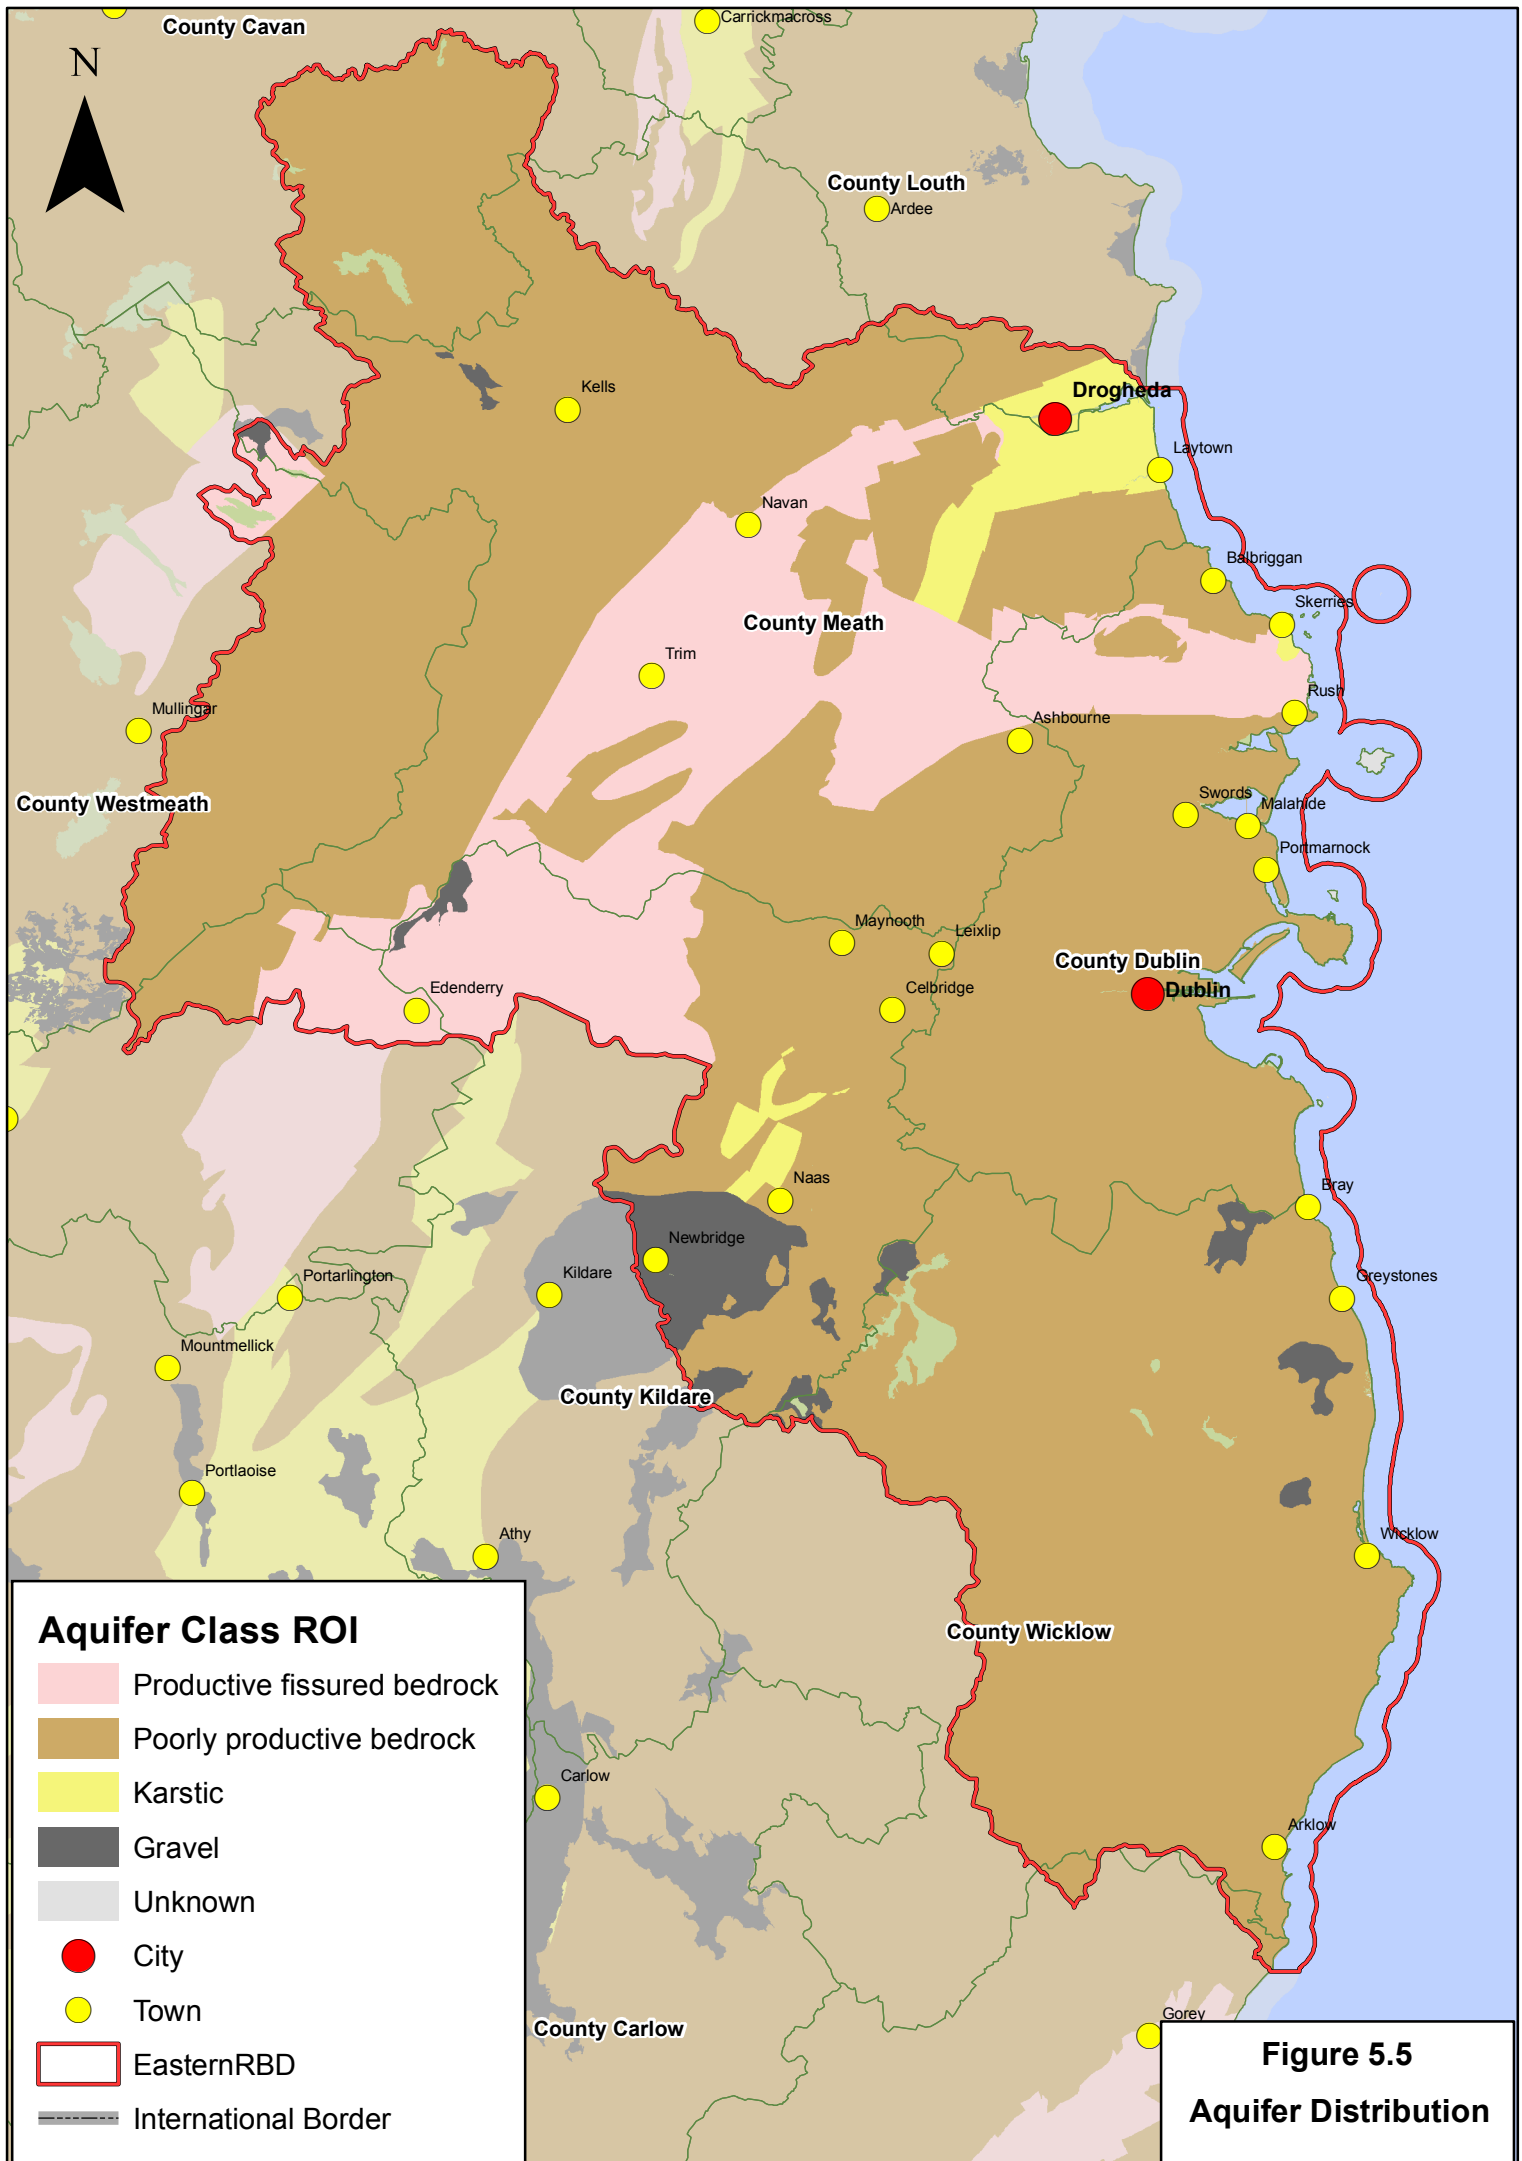 County Cavan
Carrickmacross
N
County Louth
Ardee
Kells
Drogheda
Laytown
Navan
Balbriggan
Skerries
County Meath
Trim
Rush
Mullingar
Ashbourne
County Westmeath
Swords
Malahide
Portmarnock
Maynooth
Leixlip
County Dublin
Dublin
Edenderry
Celbridge
Naas
Bray
Newbridge
Kildare
Portarlington
Greystones
Mountmellick
County Kildare
Portlaoise
Athy
Wicklow
County Wicklow
Carlow
Arklow
County Carlow
Gorey
Aquifer Class ROI
Productive fissured bedrock
Poorly productive bedrock
Karstic
Gravel
Unknown
City
Town
EasternRBD
International Border
Figure 5.5
Aquifer Distribution